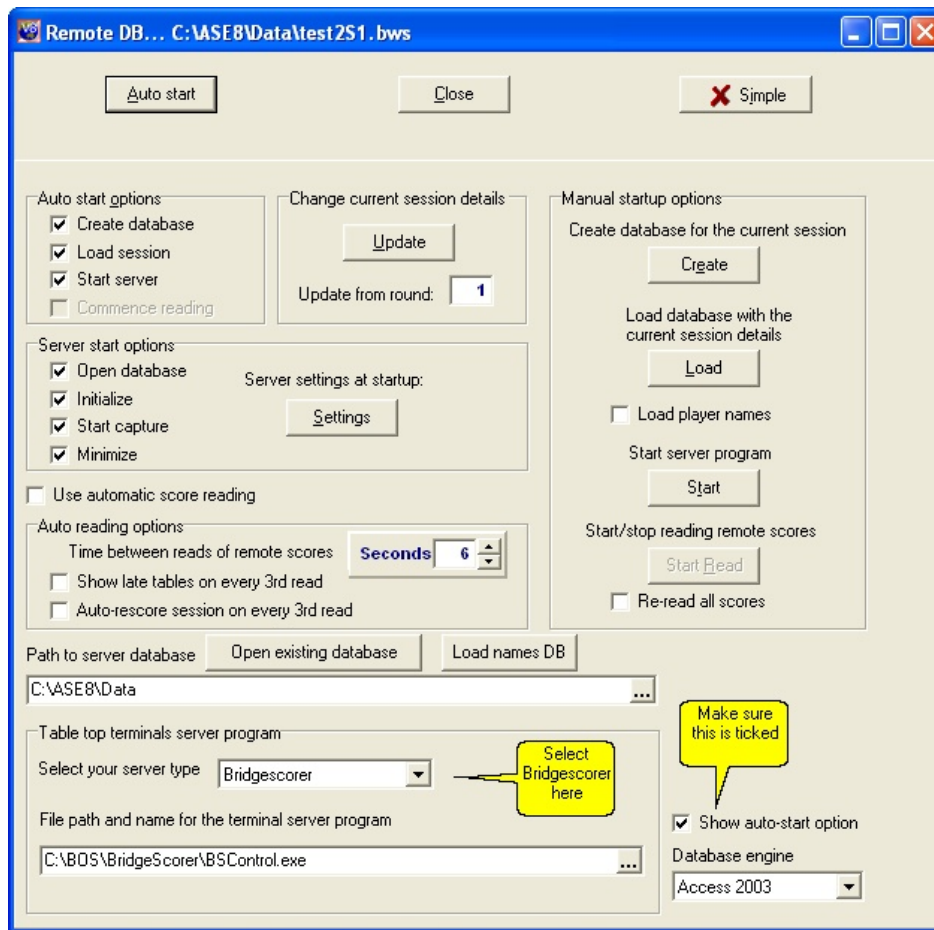 Remote DB... C:\ASE8\Data\test2S1.bws
Auto start
Close
Simple
Auto start options
Create database
Load session
Start server
Commence reading
Change current session details
Update
Update from round: 1
Manual startup options
Create database for the current session
Create
Load database with the
current session details
Load
Load player names
Start server program
Start
Start/stop reading remote scores
Start Read
Re-read all scores
Server start options
Open database
Initialize
Start capture
Minimize
Server settings at startup:
Settings
Use automatic score reading
Auto reading options
Time between reads of remote scores Seconds 6
Show late tables on every 3rd read
Auto-rescore session on every 3rd read
Path to server database Open existing database Load names DB
C:\ASE8\Data ...
Table top terminals server program
Select your server type Bridgescorer
Select
Bridgescorer
here
File path and name for the terminal server program
C:\BOS\BridgeScorer\BSControl.exe ...
Make sure
this is ticked
Show auto-start option
Database engine
Access 2003